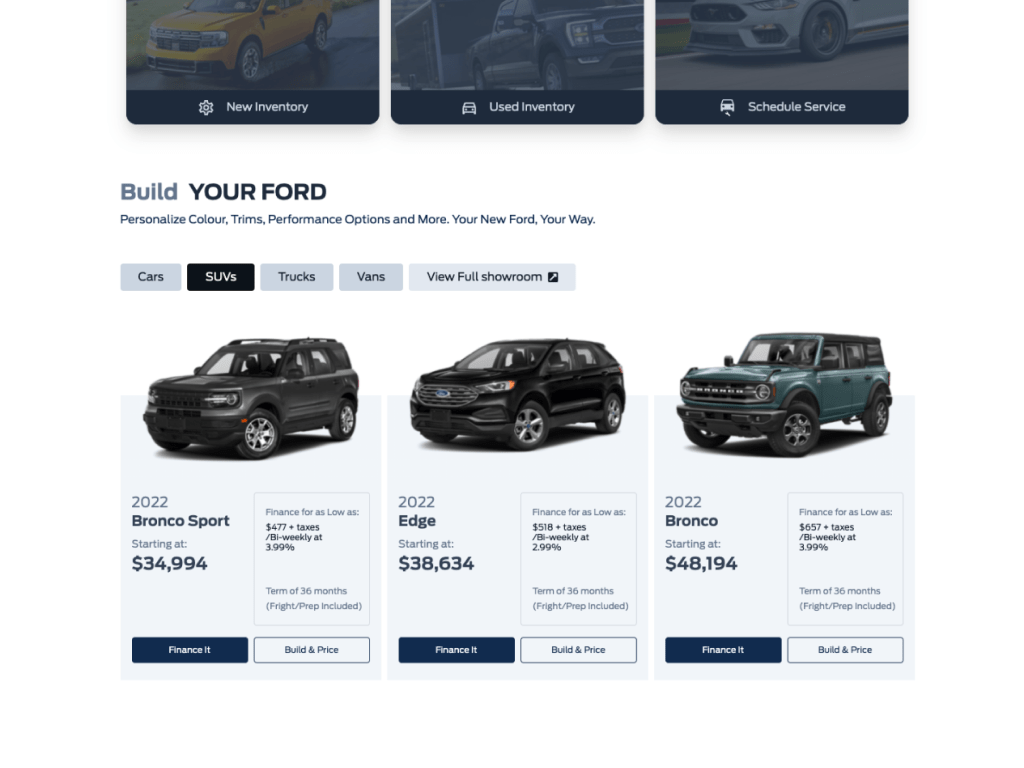 New Inventory
Used Inventory
Schedule Service
Build YOUR FORD
Personalize Colour, Trims, Performance Options and More. Your New Ford, Your Way.
Cars
SUVs
Trucks
Vans
View Full showroom
BRONCO
2022
Bronco Sport
Starting at:
$34,994
Finance for as Low as:
$477 + taxes
/Bi-weekly at
3.99%
Term of 36 months
(Fright/Prep Included)
Finance It
Build & Price
2022
Edge
Starting at:
$38,634
Finance for as Low as:
$518 + taxes
/Bi-weekly at
2.99%
Term of 36 months
(Fright/Prep Included)
Finance It
Build & Price
2022
Bronco
Starting at:
$48,194
Finance for as Low as:
$657 + taxes
/Bi-weekly at
3.99%
Term of 36 months
(Fright/Prep Included)
Finance It
Build & Price